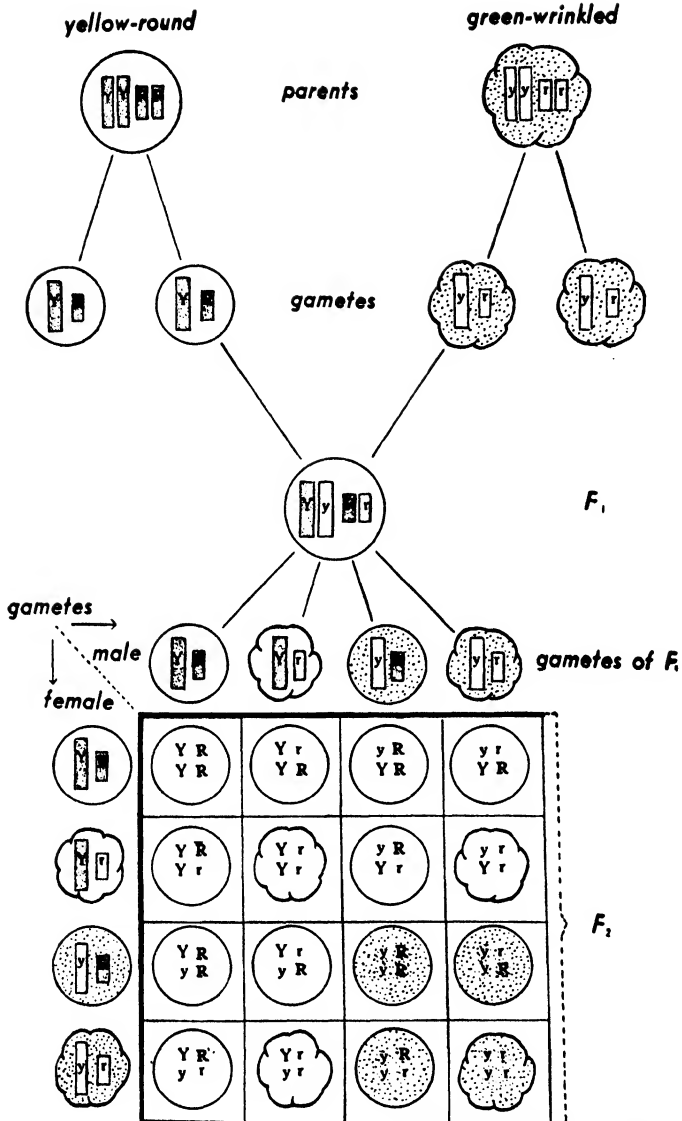 yellow-round green-wrinkled
Y Y parents y y r r
Y Y gametes y r y r
Y y r F₁
gametes
male Y Y r y y r gametes of F₁
female
Y Y R Y r y R y r
Y R Y R Y R Y R
Y r Y R Y r y R y r
Y r Y r Y r Y r
y Y R Y r y R y r
y R y R y R y R
F₂
y r Y R Y r y R y r
y r y r y r y r